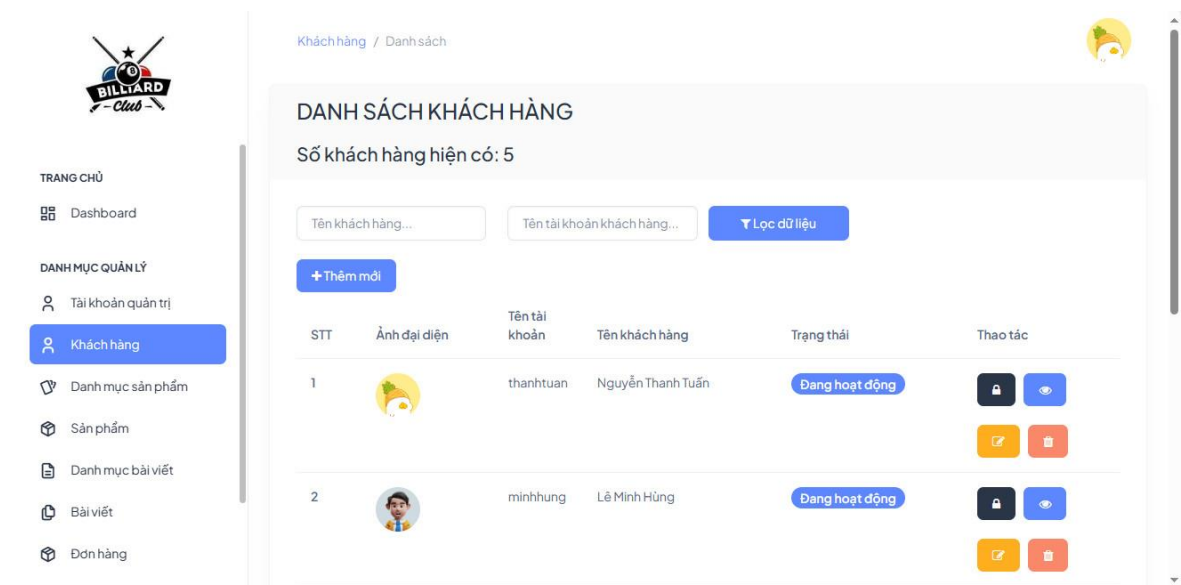 BILLIARD
Club
TRANG CHỦ
Dashboard
DANH MỤC QUẢN LÝ
Tài khoản quản trị
Khách hàng
Danh mục sản phẩm
Sản phẩm
Danh mục bài viết
Bài viết
Đơn hàng
Khách hàng / Danh sách
DANH SÁCH KHÁCH HÀNG
Số khách hàng hiện có: 5
Tên khách hàng... Tên tài khoản khách hàng... Lọc dữ liệu
+ Thêm mới
STT Ảnh đại diện Tên tài khoản Tên khách hàng Trạng thái Thao tác
1 thanhtuan Nguyễn Thanh Tuấn Đang hoạt động
2 minhhung Lê Minh Hùng Đang hoạt động